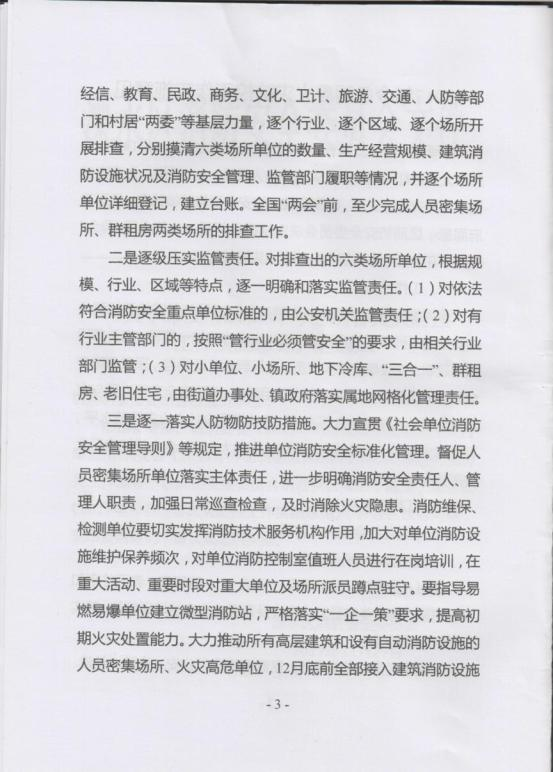 经信、教育、民政、商务、文化、卫计、旅游、交通、人防等部
门和村居“两委”等基层力量，逐个行业、逐个区域、逐个场所开
展排查，分别摸清六类场所单位的数量、生产经营规模、建筑消
防设施状况及消防安全管理、监管部门履职等情况，并逐个场所
单位详细登记，建立台账。全国“两会”前，至少完成人员密集场
所、群租房两类场所的排查工作。
二是逐级压实监管责任。对排查出的六类场所单位，根据规
模、行业、区域等特点，逐一明确和落实监管责任。（1）对依法
符合消防安全重点单位标准的，由公安机关监管责任；（2）对有
行业主管部门的，按照“管行业必须管安全”的要求，由相关行业
部门监管；（3）对小单位、小场所、地下冷库、“三合一”、群租
房、老旧住宅，由街道办事处、镇政府落实属地网格化管理责任。
三是逐一落实人防物防技防措施。大力宣贯《社会单位消防
安全管理导则》等规定，推进单位消防安全标准化管理。督促人
员密集场所单位落实主体责任，进一步明确消防安全责任人、管
理人职责，加强日常巡查检查，及时消除火灾隐患。消防维保、
检测单位要切实发挥消防技术服务机构作用，加大对单位消防设
施维护保养频次，对单位消防控制室值班人员进行在岗培训，在
重大活动、重要时段对重大单位及场所派员蹲点驻守。要指导易
燃易爆单位建立微型消防站，严格落实“一企一策”要求，提高初
期火灾处置能力。大力推动所有高层建筑和设有自动消防设施的
人员密集场所、火灾高危单位，12月底前全部接入建筑消防设施
- 3 -